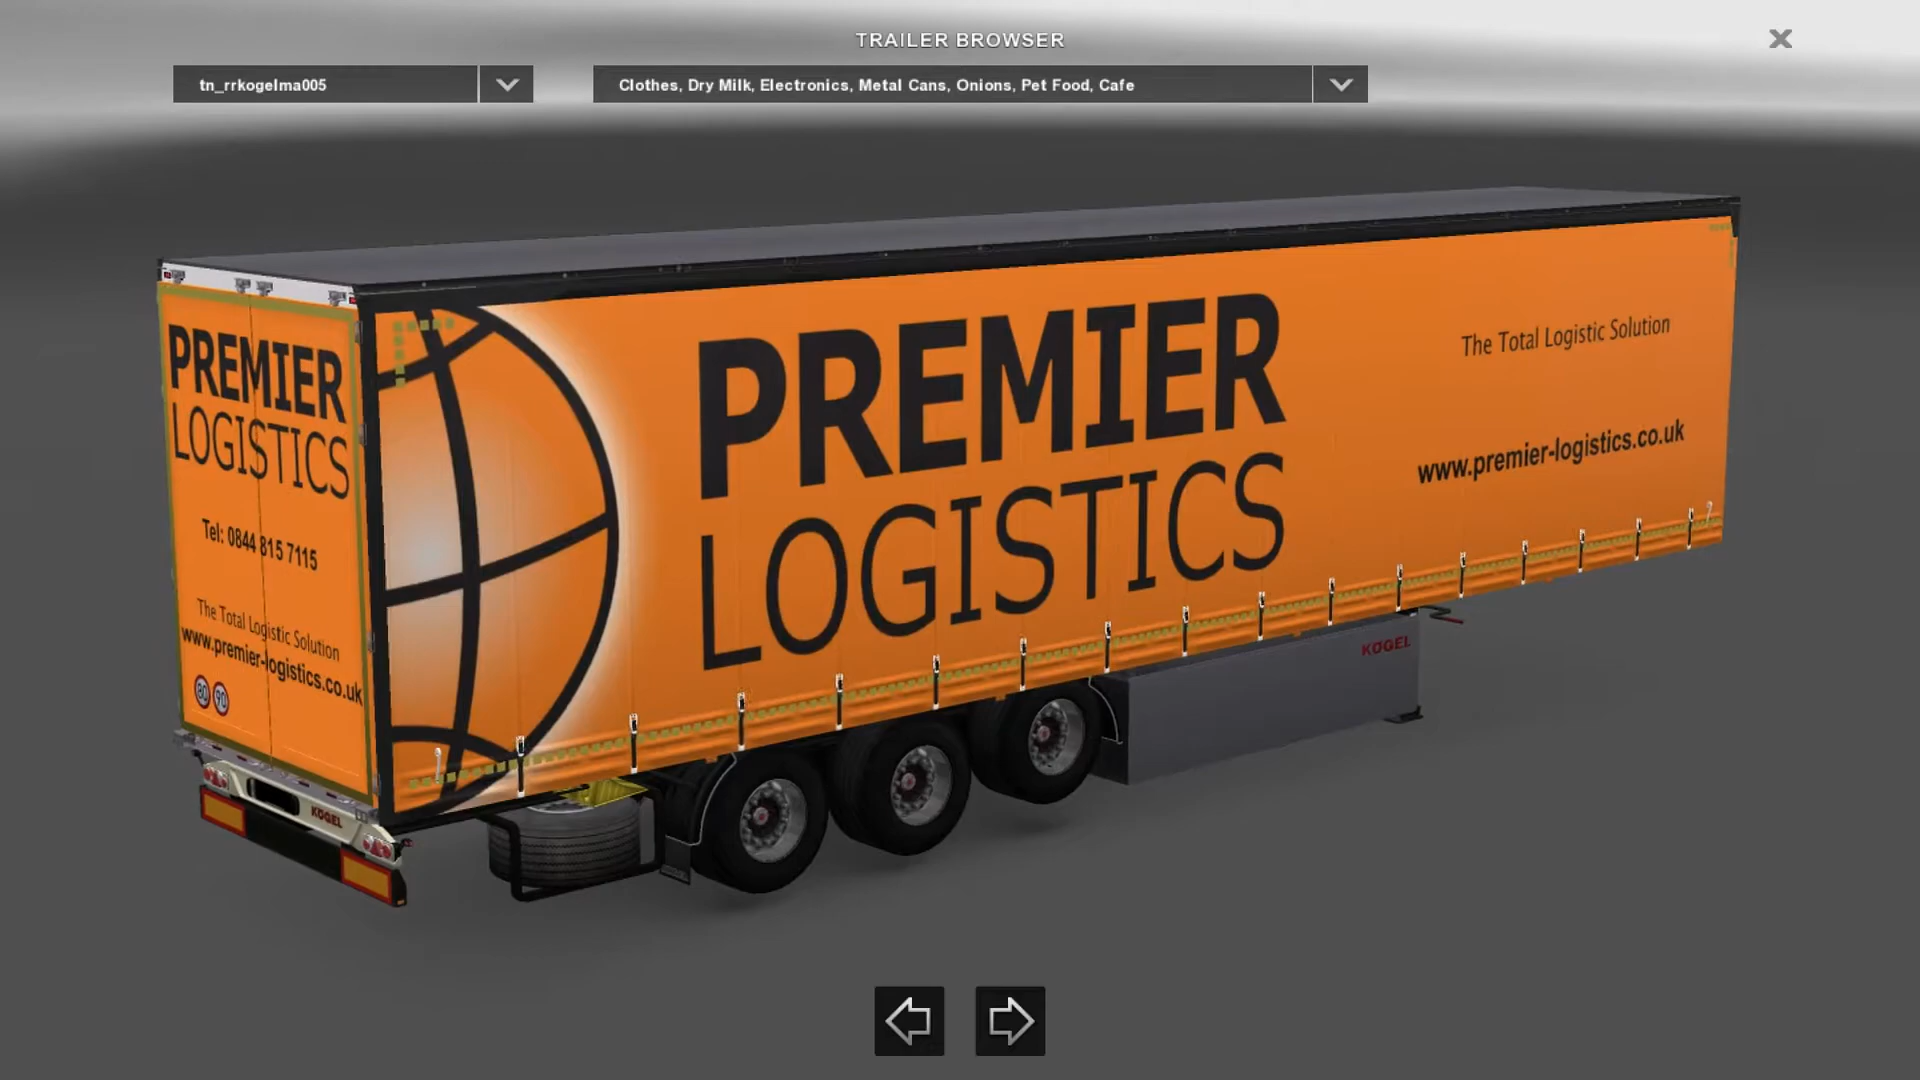 TRAILER BROWSER
tn_rrkogelma005
Clothes, Dry Milk, Electronics, Metal Cans, Onions, Pet Food, Cafe
PREMIER
LOGISTICS
Tel: 0844 815 7115
The Total Logistic Solution
www.premier-logistics.co.uk
80 90
KÖGEL
PREMIER
LOGISTICS
The Total Logistic Solution
www.premier-logistics.co.uk
KÖGEL